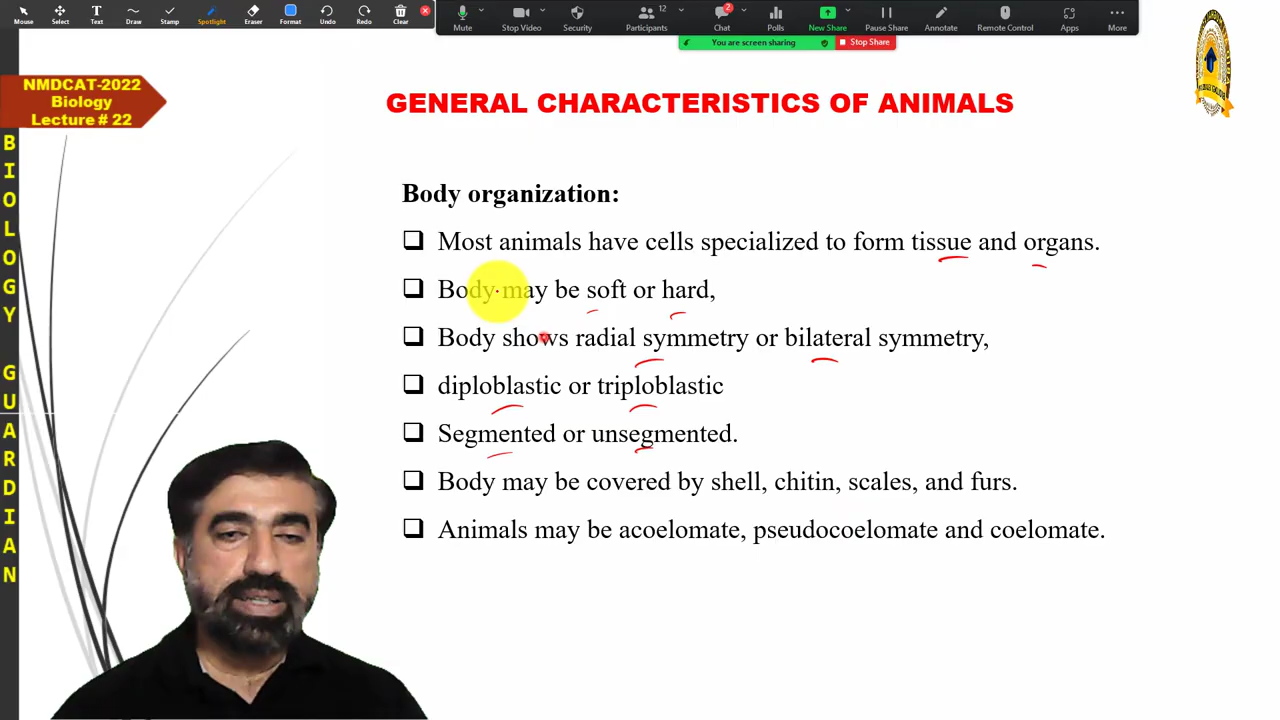 Mouse Select Text Draw Stamp Spotlight Eraser Format Undo Redo Clear
Mute Stop Video Security Participants 12 Chat 2 Polls New Share Pause Share Annotate Remote Control Apps More
You are screen sharing Stop Share
NMDCAT-2022
Biology
Lecture # 22
BIOLOGY GUARDIAN
GENERAL CHARACTERISTICS OF ANIMALS
Body organization:
Most animals have cells specialized to form tissue and organs.
Body may be soft or hard,
Body shows radial symmetry or bilateral symmetry,
diploblastic or triploblastic
Segmented or unsegmented.
Body may be covered by shell, chitin, scales, and furs.
Animals may be acoelomate, pseudocoelomate and coelomate.